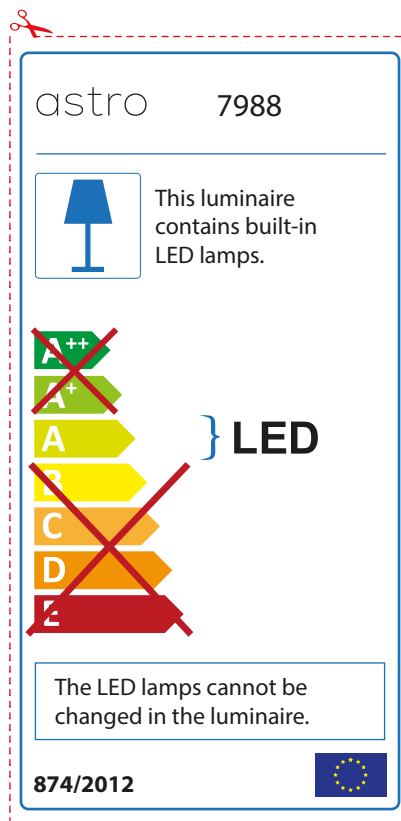 astro 7988
This luminaire
contains built-in
LED lamps.
A++
A+
A
B
C
D
E
} LED
The LED lamps cannot be
changed in the luminaire.
874/2012